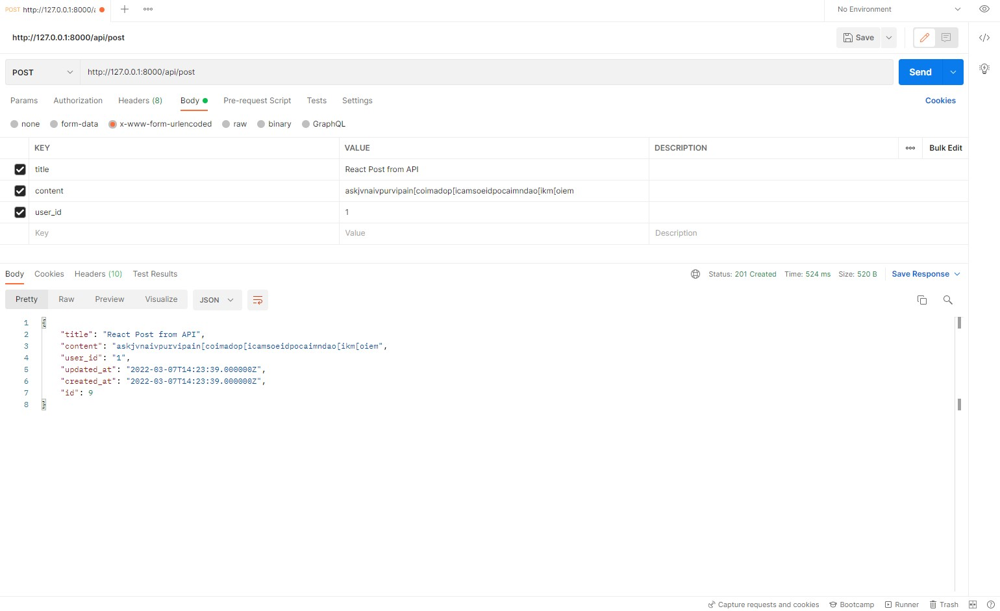 POST http://127.0.0.1:8000/a
No Environment
http://127.0.0.1:8000/api/post
Save
POST http://127.0.0.1:8000/api/post
Send
Params Authorization Headers (8) Body Pre-request Script Tests Settings Cookies
none form-data x-www-form-urlencoded raw binary GraphQL
KEY VALUE DESCRIPTION Bulk Edit
title React Post from API
content askjvnaivpurvipain[coimadop[icamsoeidpocaimndao[ikm[oiem
user_id 1
Key Value Description
Body Cookies Headers (10) Test Results Status: 201 Created Time: 524 ms Size: 520 B Save Response
Pretty Raw Preview Visualize JSON
1 {
2 "title": "React Post from API",
3 "content": "askjvnaivpurvipain[coimadop[icamsoeidpocaimndao[ikm[oiem",
4 "user_id": "1",
5 "updated_at": "2022-03-07T14:23:39.000000Z",
6 "created_at": "2022-03-07T14:23:39.000000Z",
7 "id": 9
8 }
Capture requests and cookies Bootcamp Runner Trash